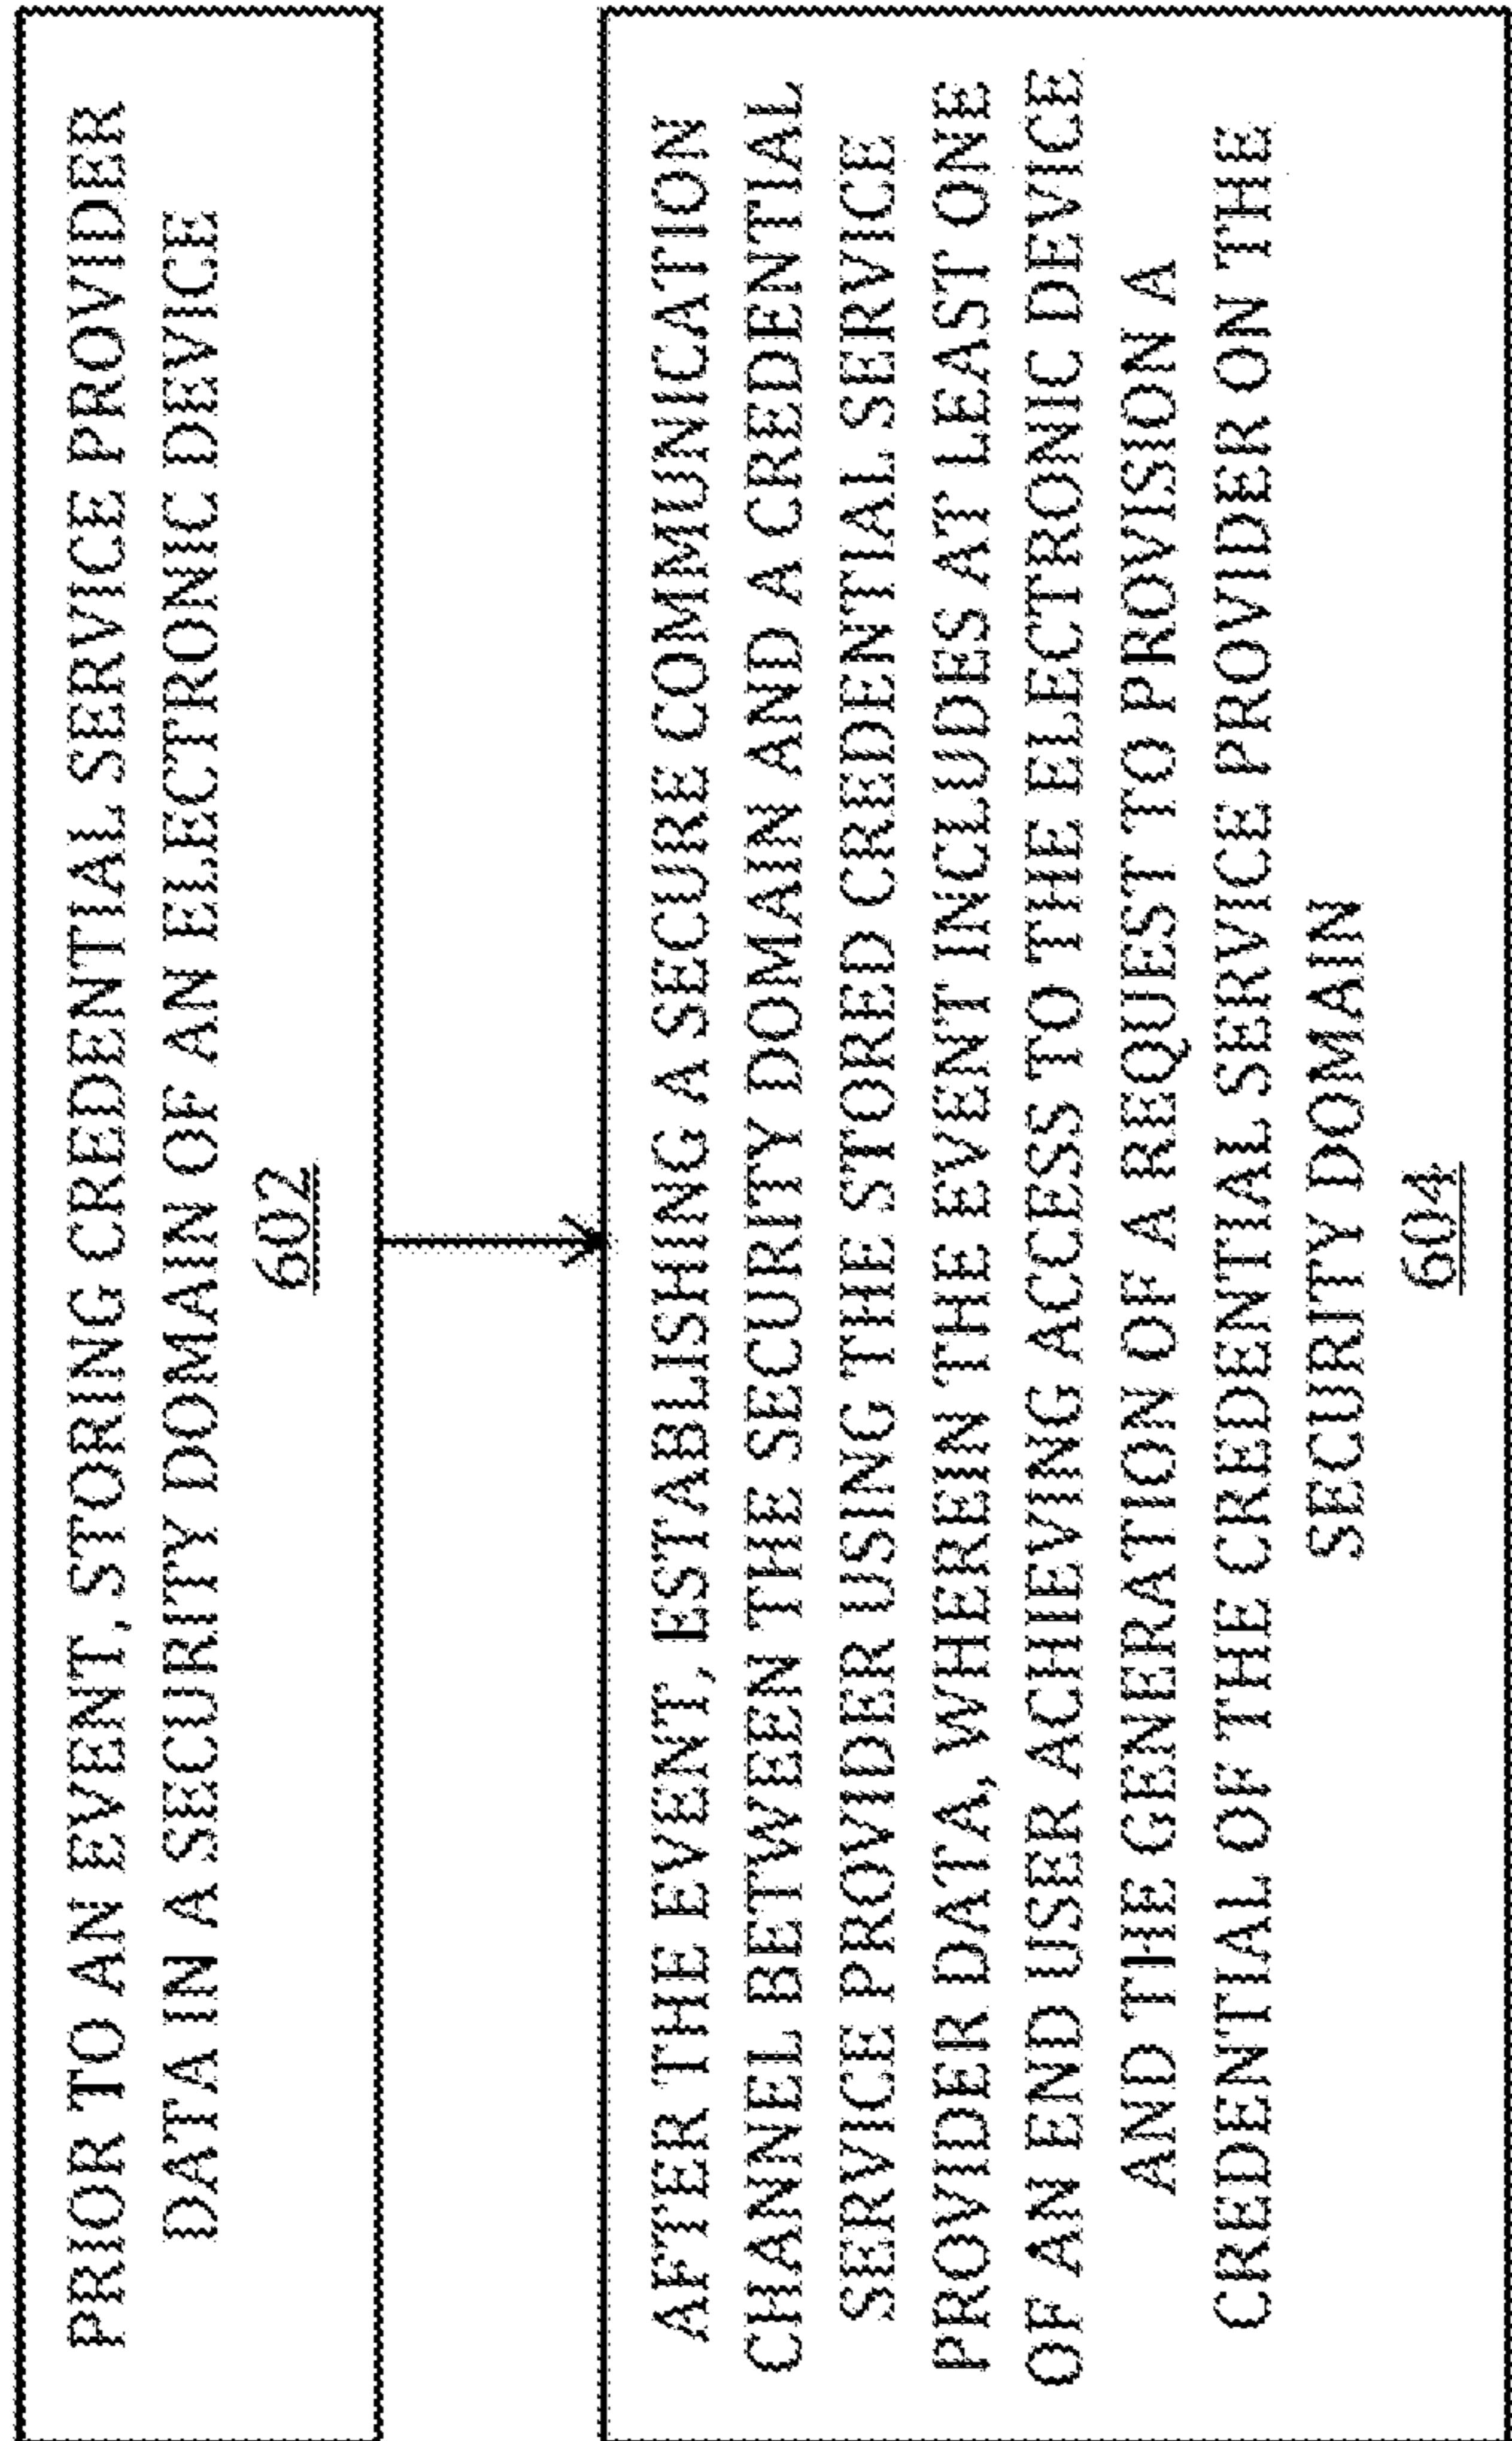 PRIOR TO AN EVENT, STORING CREDENTIAL SERVICE PROVIDER
DATA IN A SECURITY DOMAIN OF AN ELECTRONIC DEVICE
602
AFTER THE EVENT, ESTABLISHING A SECURE COMMUNICATION
CHANNEL BETWEEN THE SECURITY DOMAIN AND A CREDENTIAL
SERVICE PROVIDER USING THE STORED CREDENTIAL SERVICE
PROVIDER DATA, WHEREIN THE EVENT INCLUDES AT LEAST ONE
OF AN END USER ACHIEVING ACCESS TO THE ELECTRONIC DEVICE
AND THE GENERATION OF A REQUEST TO PROVISION A
CREDENTIAL OF THE CREDENTIAL SERVICE PROVIDER ON THE
SECURITY DOMAIN
604